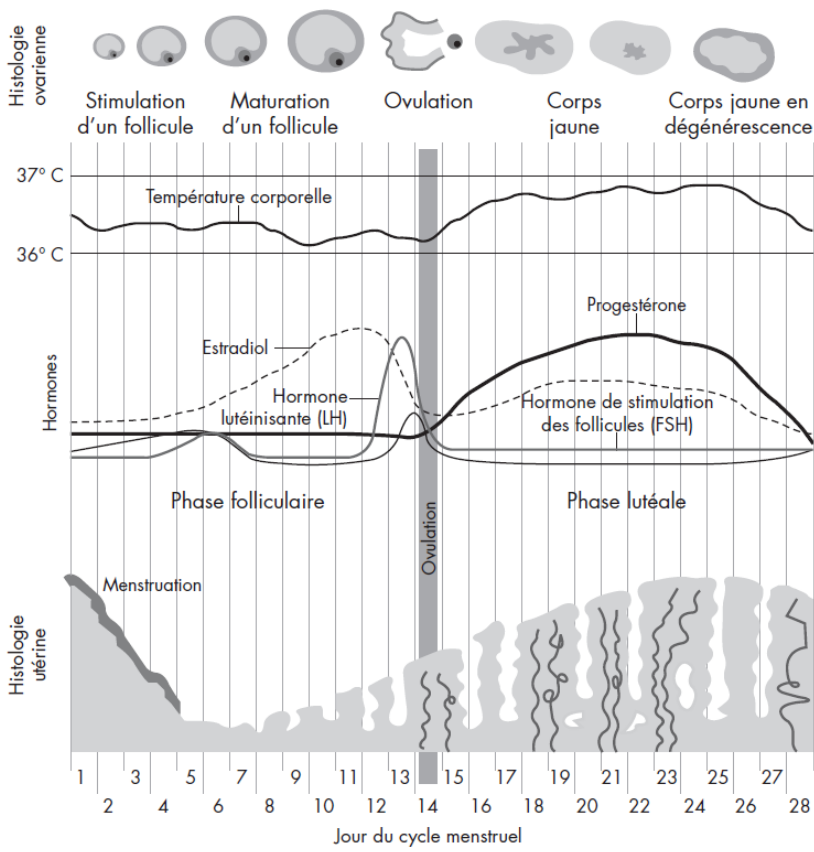 Histologie
ovarienne
Stimulation
d'un follicule
Maturation
d'un follicule
Ovulation
Corps
jaune
Corps jaune en
dégénérescence
37° C
Température corporelle
36° C
Hormones
Estradiol
Progestérone
Hormone
lutéinisante (LH)
Hormone de stimulation
des follicules (FSH)
Phase folliculaire
Ovulation
Phase lutéale
Histologie
utérine
Menstruation
1 3 5 7 9 11 13 15 17 19 21 23 25 27
2 4 6 8 10 12 14 16 18 20 22 24 26 28
Jour du cycle menstruel